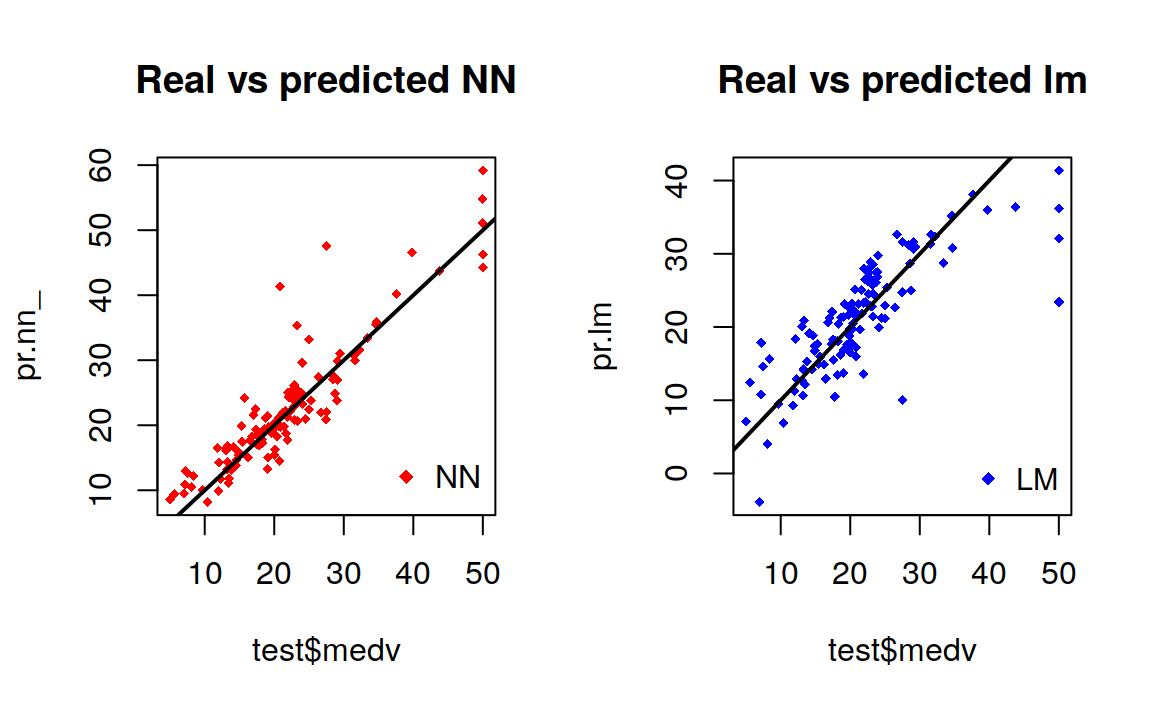 Real vs predicted NN
pr.nn_
60
50
40
30
20
10
NN
10 20 30 40 50
test$medv
Real vs predicted lm
pr.lm
40
30
20
10
0
LM
10 20 30 40 50
test$medv